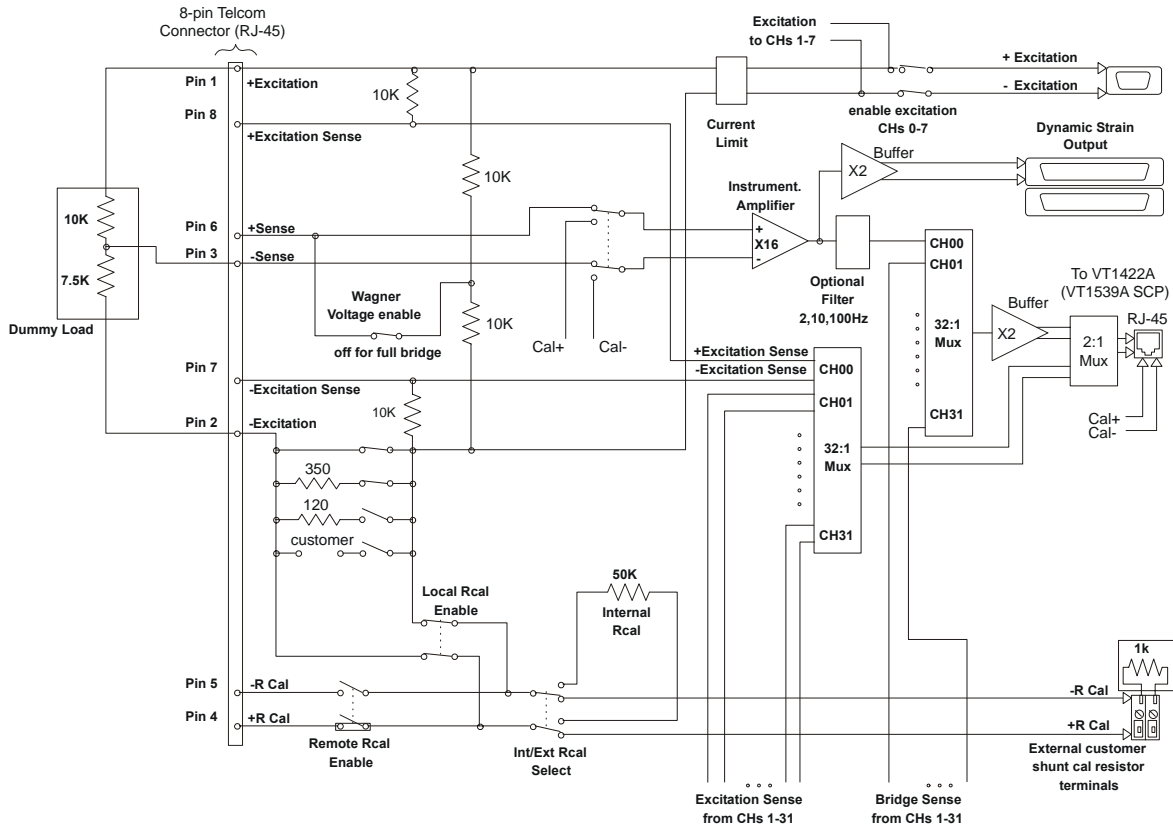 8-pin Telcom
Connector (RJ-45)
Excitation
to CHs 1-7
Pin 1
+Excitation
+ Excitation
- Excitation
10K
Pin 8
+Excitation Sense
Current
Limit
enable excitation
CHs 0-7
Dynamic Strain
Output
Buffer
X2
10K
Instrument.
Amplifier
10K
Pin 6
+Sense
+
X16
-
CH00
Pin 3
-Sense
CH01
7.5K
Optional
Filter
2,10,100Hz
To VT1422A
(VT1539A SCP)
Dummy Load
Wagner
Voltage enable
off for full bridge
10K
Cal+
Cal-
Buffer
X2
RJ-45
32:1
Mux
2:1
Mux
+Excitation Sense
-Excitation Sense
Pin 7
-Excitation Sense
CH00
10K
CH01
CH31
Cal+
Cal-
Pin 2
-Excitation
32:1
Mux
350
120
customer
CH31
50K
Internal
Rcal
Local Rcal
Enable
1k
Pin 5
-R Cal
-R Cal
Pin 4
+R Cal
+R Cal
Remote Rcal
Enable
Int/Ext Rcal
Select
External customer
shunt cal resistor
terminals
Excitation Sense
from CHs 1-31
Bridge Sense
from CHs 1-31